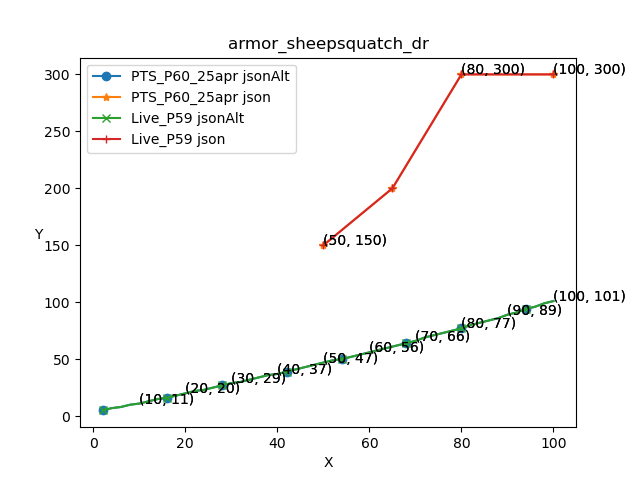 armor_sheepsquatch_dr
PTS_P60_25apr jsonAlt
PTS_P60_25apr json
Live_P59 jsonAlt
Live_P59 json
(80, 300)
(100, 300)
(50, 150)
(100, 101)
(90, 89)
(80, 77)
(70, 66)
(60, 56)
(50, 47)
(40, 37)
(30, 29)
(20, 20)
(10, 11)
300
250
200
150
100
50
0
Y
0 20 40 60 80 100
X